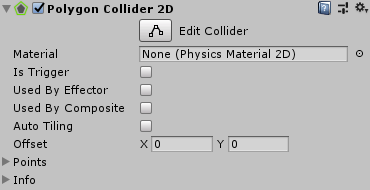 Polygon Collider 2D
Edit Collider
Material None (Physics Material 2D)
Is Trigger
Used By Effector
Used By Composite
Auto Tiling
Offset X 0 Y 0
Points
Info